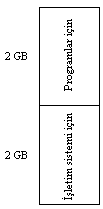 2 GB
Programlar için
2 GB
İşletim sistemi için